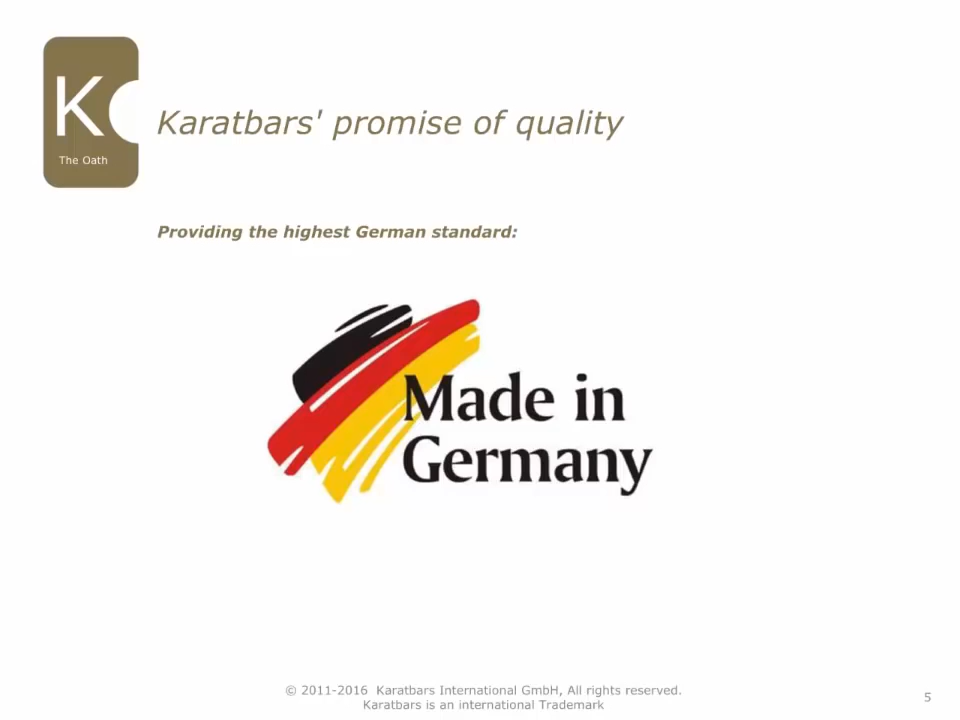 K
The Oath
Karatbars' promise of quality
Providing the highest German standard:
Made in
Germany
© 2011-2016  Karatbars International GmbH, All rights reserved.
Karatbars is an international Trademark
5